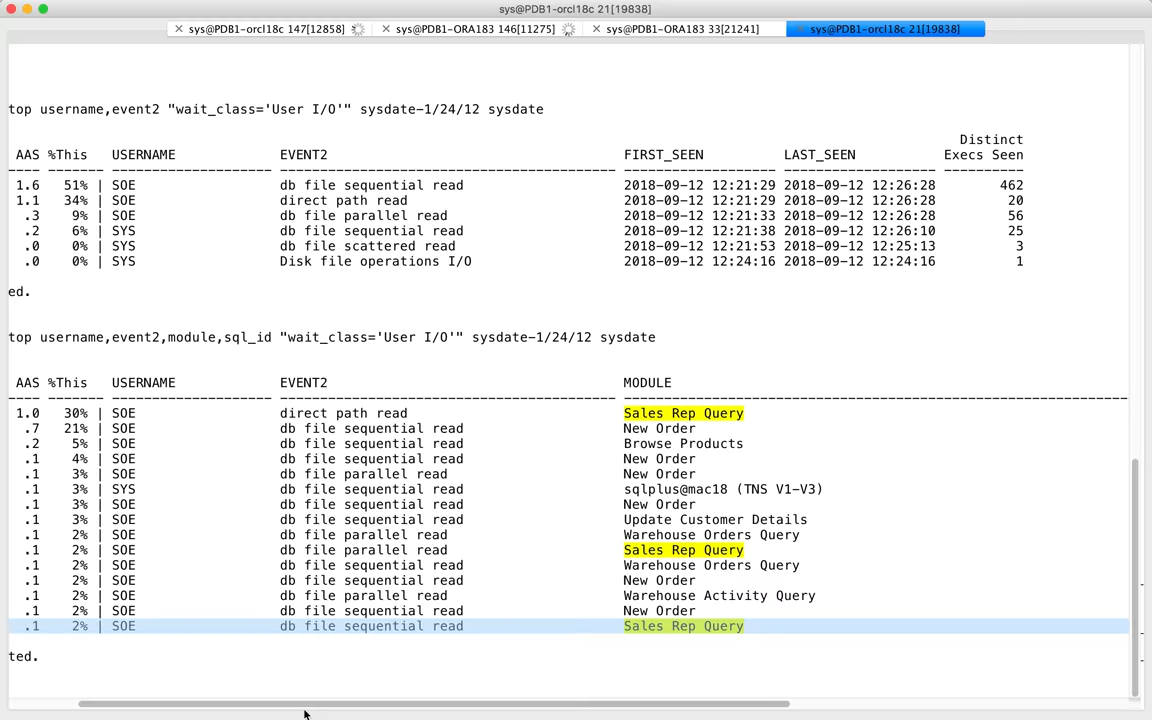 sys@PDB1-orcl18c 21[19838]
sys@PDB1-orcl18c 147[12858] sys@PDB1-ORA183 146[11275] sys@PDB1-ORA183 33[21241] sys@PDB1-orcl18c 21[19838]
top username,event2 "wait_class='User I/O'" sysdate-1/24/12 sysdate
Distinct
AAS %This USERNAME EVENT2 FIRST_SEEN LAST_SEEN Execs Seen
---- ------- -------------------- ------------------------------------------ ------------------- ------------------- ----------
1.6 51% | SOE db file sequential read 2018-09-12 12:21:29 2018-09-12 12:26:28 462
1.1 34% | SOE direct path read 2018-09-12 12:21:29 2018-09-12 12:26:28 20
.3 9% | SOE db file parallel read 2018-09-12 12:21:33 2018-09-12 12:26:28 56
.2 6% | SYS db file sequential read 2018-09-12 12:21:38 2018-09-12 12:26:10 25
.0 0% | SYS db file scattered read 2018-09-12 12:21:53 2018-09-12 12:25:13 3
.0 0% | SYS Disk file operations I/O 2018-09-12 12:24:16 2018-09-12 12:24:16 1
ed.
top username,event2,module,sql_id "wait_class='User I/O'" sysdate-1/24/12 sysdate
AAS %This USERNAME EVENT2 MODULE
---- ------- -------------------- ------------------------------------------ ---------------------------------------------------------------
1.0 30% | SOE direct path read Sales Rep Query
.7 21% | SOE db file sequential read New Order
.2 5% | SOE db file sequential read Browse Products
.1 4% | SOE db file sequential read New Order
.1 3% | SOE db file parallel read New Order
.1 3% | SYS db file sequential read sqlplus@mac18 (TNS V1-V3)
.1 3% | SOE db file sequential read New Order
.1 3% | SOE db file sequential read Update Customer Details
.1 2% | SOE db file parallel read Warehouse Orders Query
.1 2% | SOE db file parallel read Sales Rep Query
.1 2% | SOE db file sequential read Warehouse Orders Query
.1 2% | SOE db file sequential read New Order
.1 2% | SOE db file parallel read Warehouse Activity Query
.1 2% | SOE db file sequential read New Order
.1 2% | SOE db file sequential read Sales Rep Query
ted.